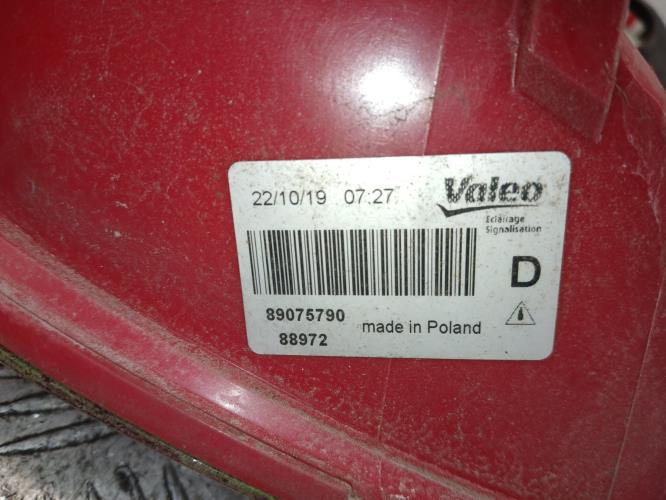 22/10/19 07:27
Valeo
Eclairage
Signalisation
D
89075790
88972
made in Poland